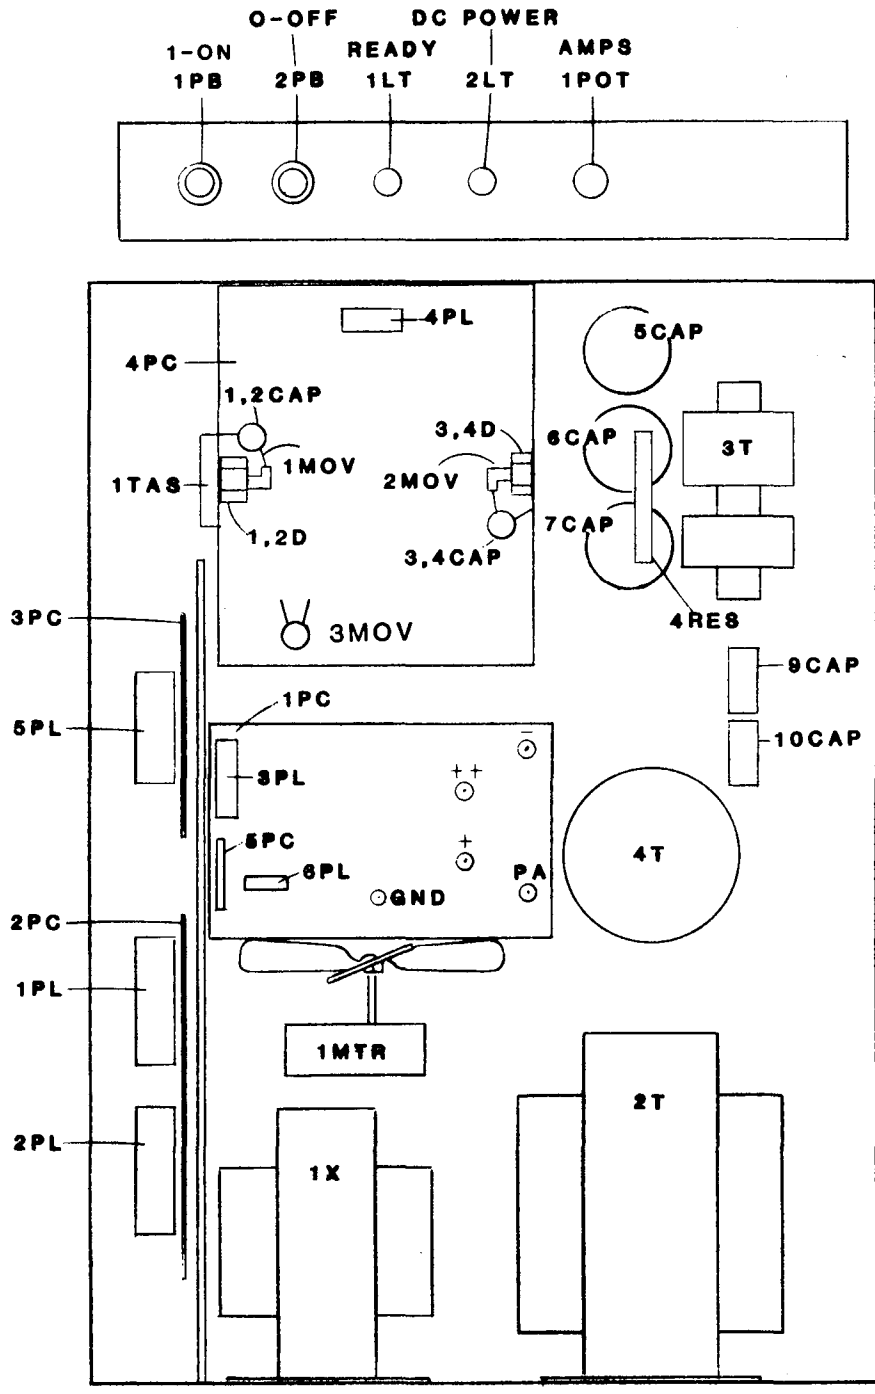 O-OFF DC POWER
1-ON READY AMPS
1PB 2PB 1LT 2LT 1POT
4PL 5CAP
4PC
1,2CAP
3,4D 6CAP 3T
1MOV
1TAS 2MOV
7CAP
1,2D 3,4CAP
4RES
3PC 3MOV
9CAP
1PC
5PL 10CAP
-
3PL ++
5PC +
4T
6PL PA
GND
2PC
1PL
1MTR
2T
2PL
1X